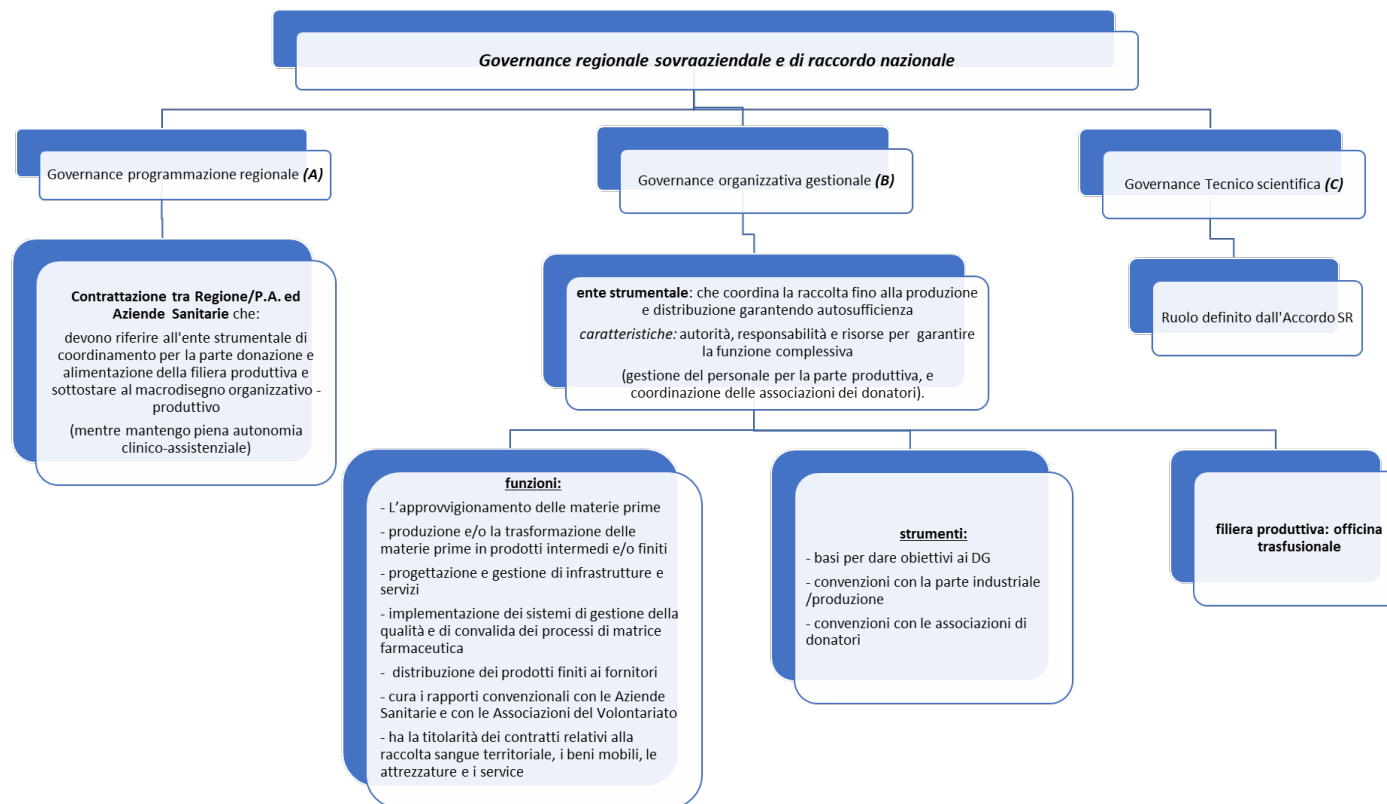 Governance regionale sovraaziendale e di raccordo nazionale
Governance programmazione regionale (A)
Governance organizzativa gestionale (B)
Governance Tecnico scientifica (C)
Contrattazione tra Regione/P.A. ed
Aziende Sanitarie che:
devono riferire all'ente strumentale di
coordinamento per la parte donazione e
alimentazione della filiera produttiva e
sottostare al macrodisegno organizzativo -
produttivo
(mentre mantengo piena autonomia
clinico-assistenziale)
ente strumentale: che coordina la raccolta fino alla produzione
e distribuzione garantendo autosufficienza
caratteristiche: autorità, responsabilità e risorse per garantire
la funzione complessiva
(gestione del personale per la parte produttiva, e
coordinazione delle associazioni dei donatori).
Ruolo definito dall'Accordo SR
funzioni:
- L'approvvigionamento delle materie prime
- produzione e/o la trasformazione delle
materie prime in prodotti intermedi e/o finiti
- progettazione e gestione di infrastrutture e
servizi
- implementazione dei sistemi di gestione della
qualità e di convalida dei processi di matrice
farmaceutica
- distribuzione dei prodotti finiti ai fornitori
- cura i rapporti convenzionali con le Aziende
Sanitarie e con le Associazioni del Volontariato
- ha la titolarità dei contratti relativi alla
raccolta sangue territoriale, i beni mobili, le
attrezzature e i service
strumenti:
- basi per dare obiettivi ai DG
- convenzioni con la parte industriale
/produzione
- convenzioni con le associazioni di
donatori
filiera produttiva: officina
trasfusionale